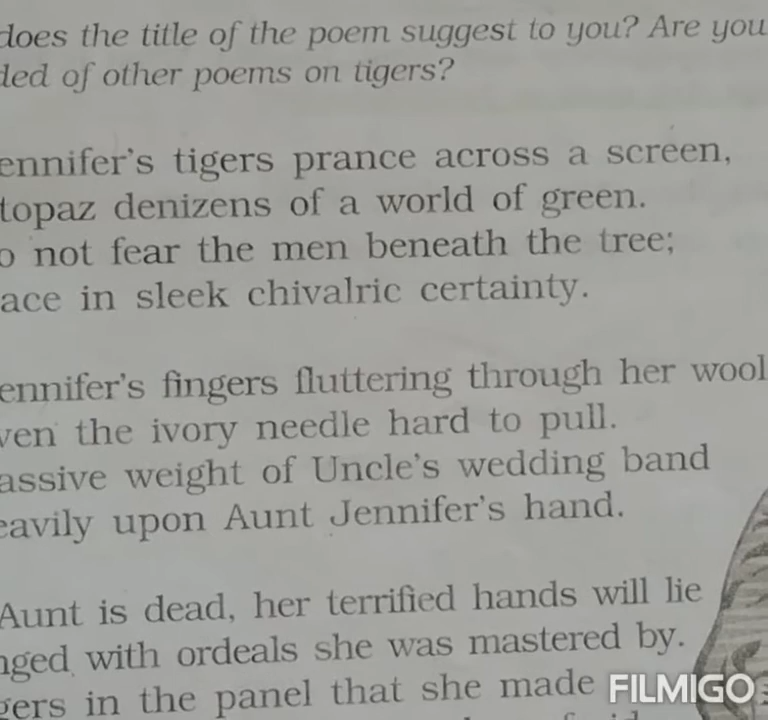 does the title of the poem suggest to you? Are you
ded of other poems on tigers?
ennifer's tigers prance across a screen,
topaz denizens of a world of green.
o not fear the men beneath the tree;
ace in sleek chivalric certainty.
ennifer's fingers fluttering through her wool
ven the ivory needle hard to pull.
assive weight of Uncle's wedding band
eavily upon Aunt Jennifer's hand.
Aunt is dead, her terrified hands will lie
nged with ordeals she was mastered by.
gers in the panel that she made
FILMIGO